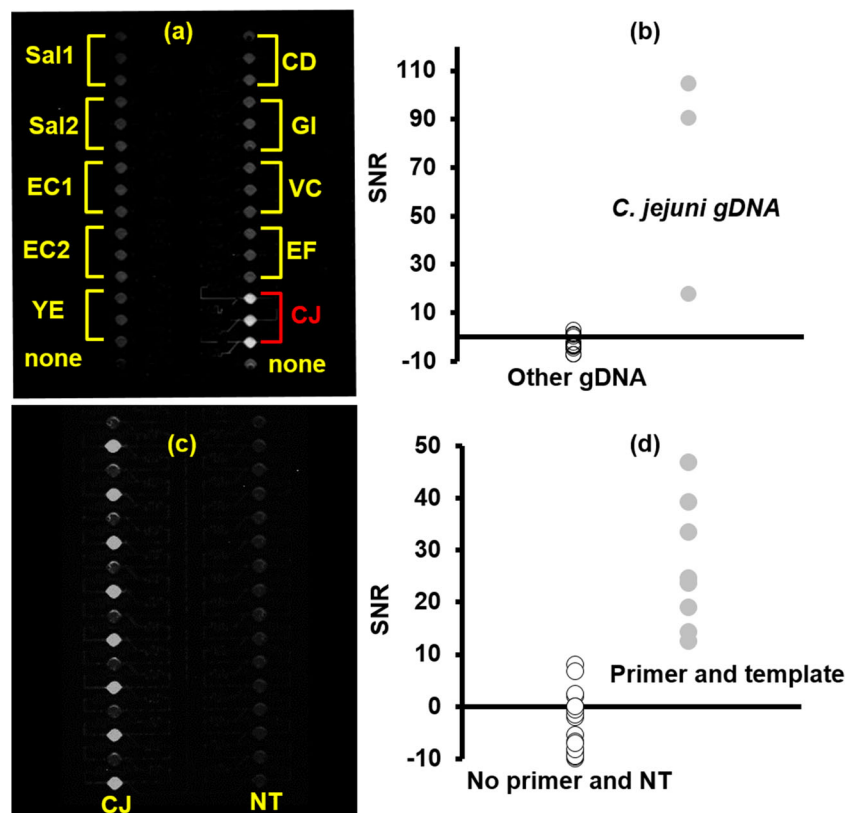 (a)
Sal1
CD
Sal2
GI
EC1
VC
EC2
EF
YE
CJ
none
none
(b)
SNR
110
90
70
50
30
10
-10
C. jejuni gDNA
Other gDNA
(c)
CJ
NT
(d)
SNR
50
40
30
20
10
0
-10
Primer and template
No primer and NT